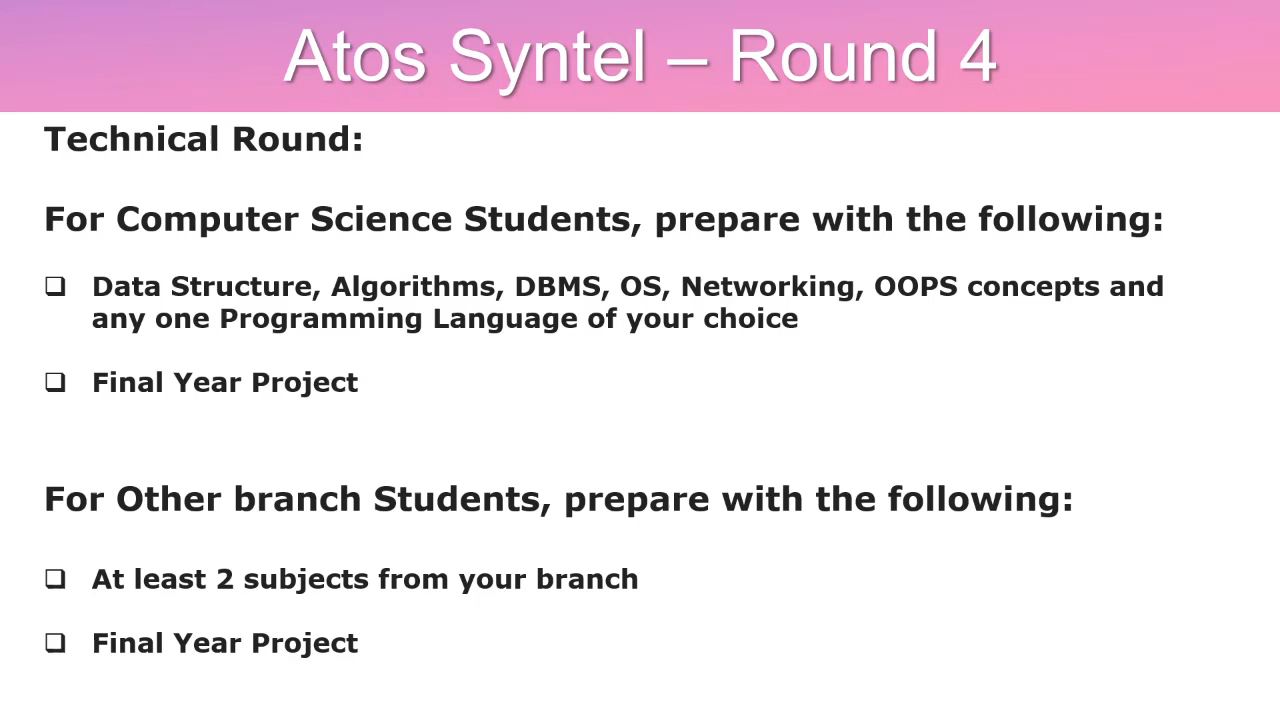 Atos Syntel – Round 4
Technical Round:
For Computer Science Students, prepare with the following:
❑ Data Structure, Algorithms, DBMS, OS, Networking, OOPS concepts and
any one Programming Language of your choice
❑ Final Year Project
For Other branch Students, prepare with the following:
❑ At least 2 subjects from your branch
❑ Final Year Project